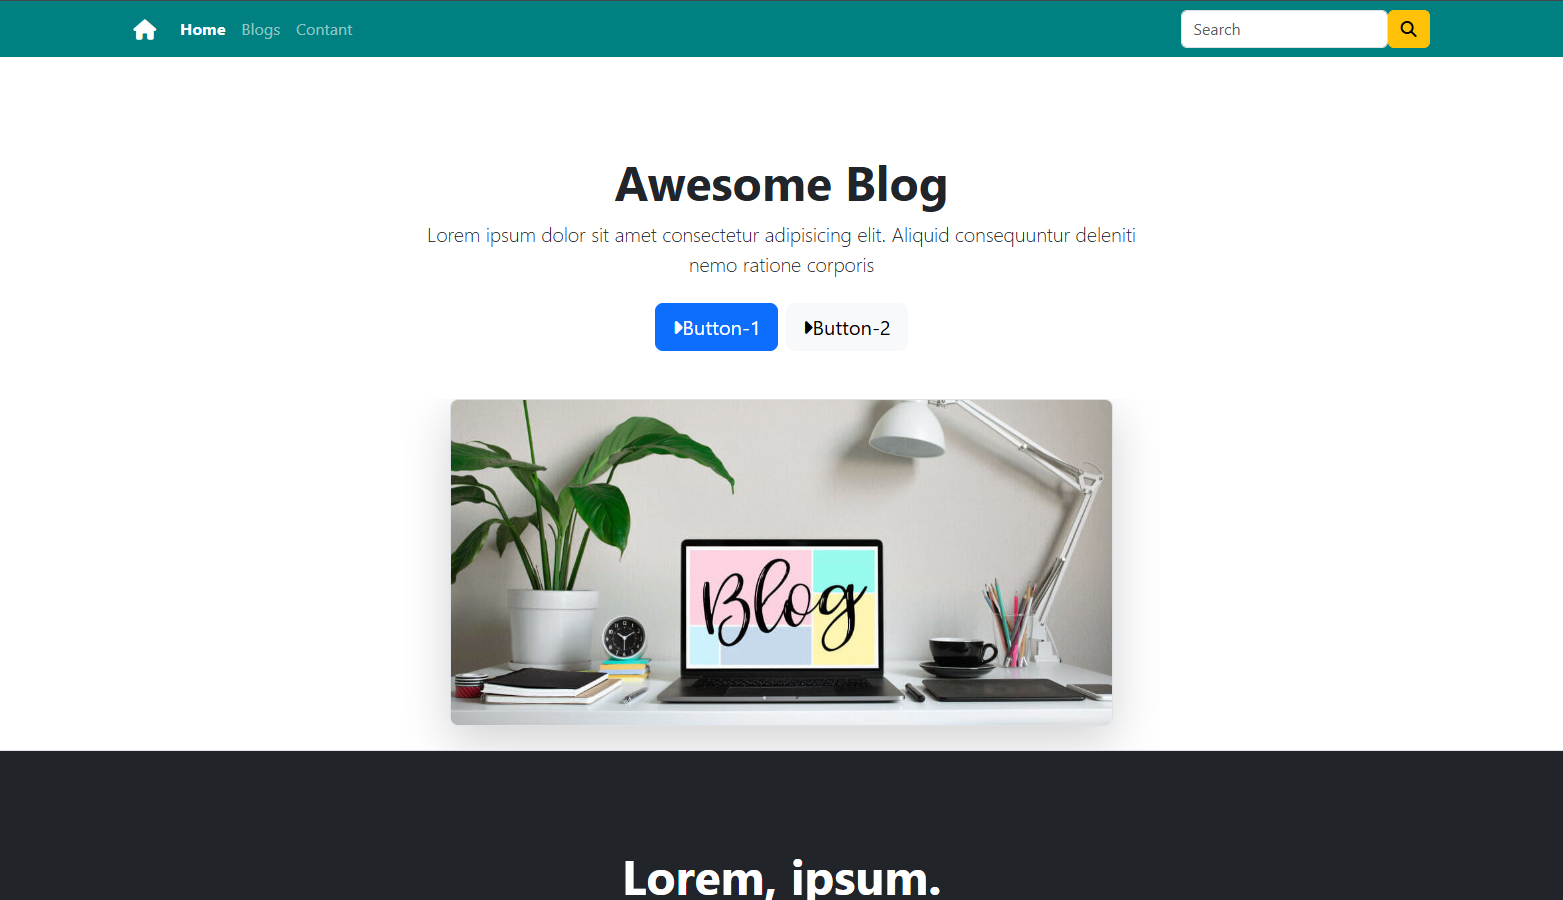 Home Blogs Contant Search
Awesome Blog
Lorem ipsum dolor sit amet consectetur adipisicing elit. Aliquid consequuntur deleniti
nemo ratione corporis
Button-1 Button-2
Blog
Lorem, ipsum.